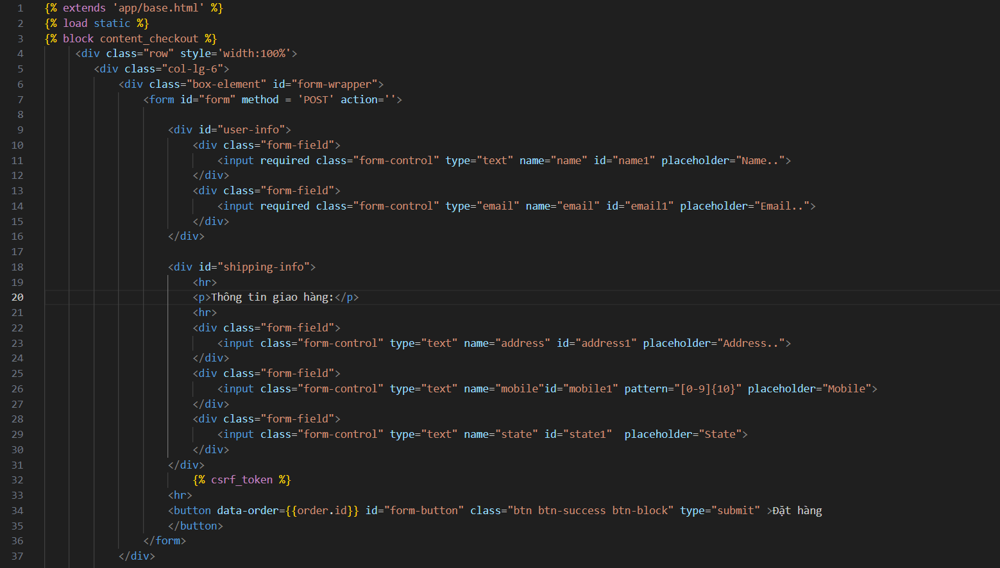 1 {% extends 'app/base.html' %}
2 {% load static %}
3 {% block content_checkout %}
4 <div class="row" style='width:100%'>
5 <div class="col-lg-6">
6 <div class="box-element" id="form-wrapper">
7 <form id="form" method = 'POST' action=''>
8
9 <div id="user-info">
10 <div class="form-field">
11 <input required class="form-control" type="text" name="name" id="name1" placeholder="Name..">
12 </div>
13 <div class="form-field">
14 <input required class="form-control" type="email" name="email" id="email1" placeholder="Email..">
15 </div>
16 </div>
17
18 <div id="shipping-info">
19 <hr>
20 <p>Thông tin giao hàng:</p>
21 <hr>
22 <div class="form-field">
23 <input class="form-control" type="text" name="address" id="address1" placeholder="Address..">
24 </div>
25 <div class="form-field">
26 <input class="form-control" type="text" name="mobile"id="mobile1" pattern="[0-9]{10}" placeholder="Mobile">
27 </div>
28 <div class="form-field">
29 <input class="form-control" type="text" name="state" id="state1"  placeholder="State">
30 </div>
31 </div>
32 {% csrf_token %}
33 <hr>
34 <button data-order={{order.id}} id="form-button" class="btn btn-success btn-block" type="submit" >Đặt hàng
35 </button>
36 </form>
37 </div>